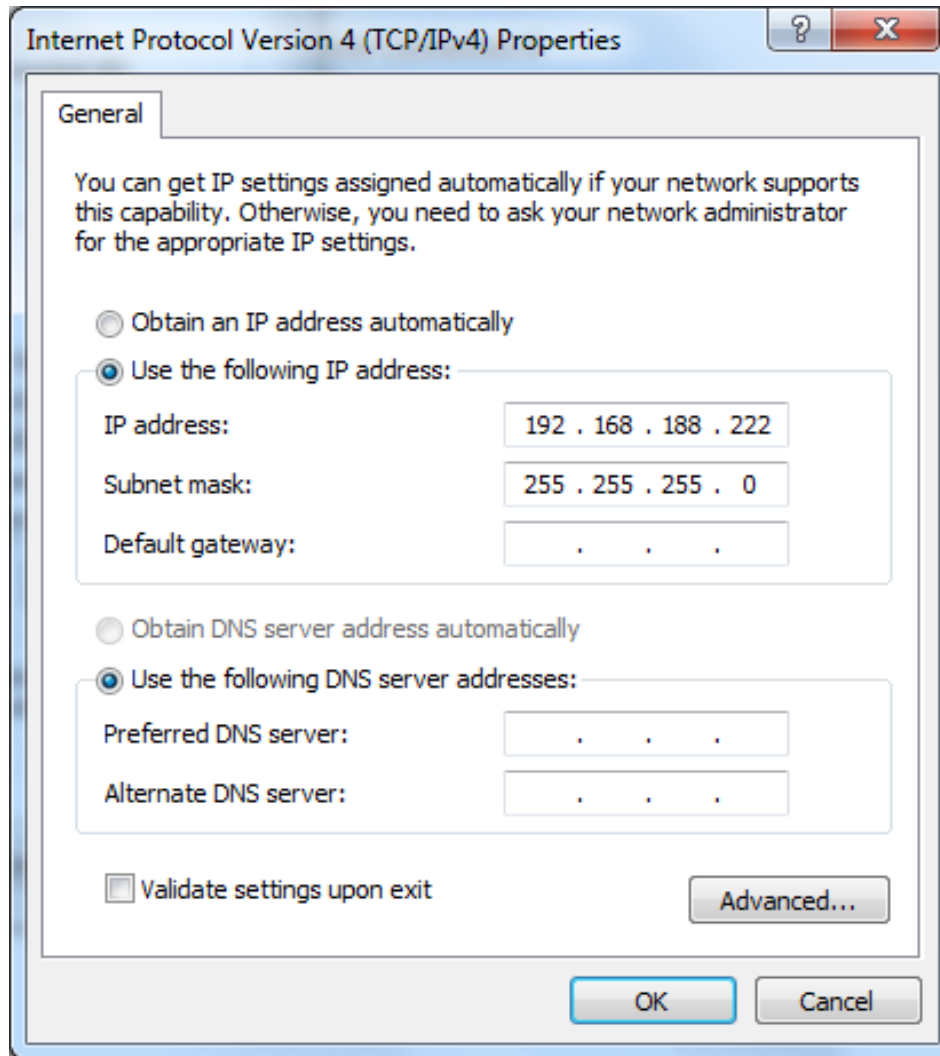 Internet Protocol Version 4 (TCP/IPv4) Properties
General
You can get IP settings assigned automatically if your network supports
this capability. Otherwise, you need to ask your network administrator
for the appropriate IP settings.
Obtain an IP address automatically
Use the following IP address:
IP address: 192 . 168 . 188 . 222
Subnet mask: 255 . 255 . 255 . 0
Default gateway: . . .
Obtain DNS server address automatically
Use the following DNS server addresses:
Preferred DNS server: . . .
Alternate DNS server: . . .
Validate settings upon exit
Advanced...
OK Cancel